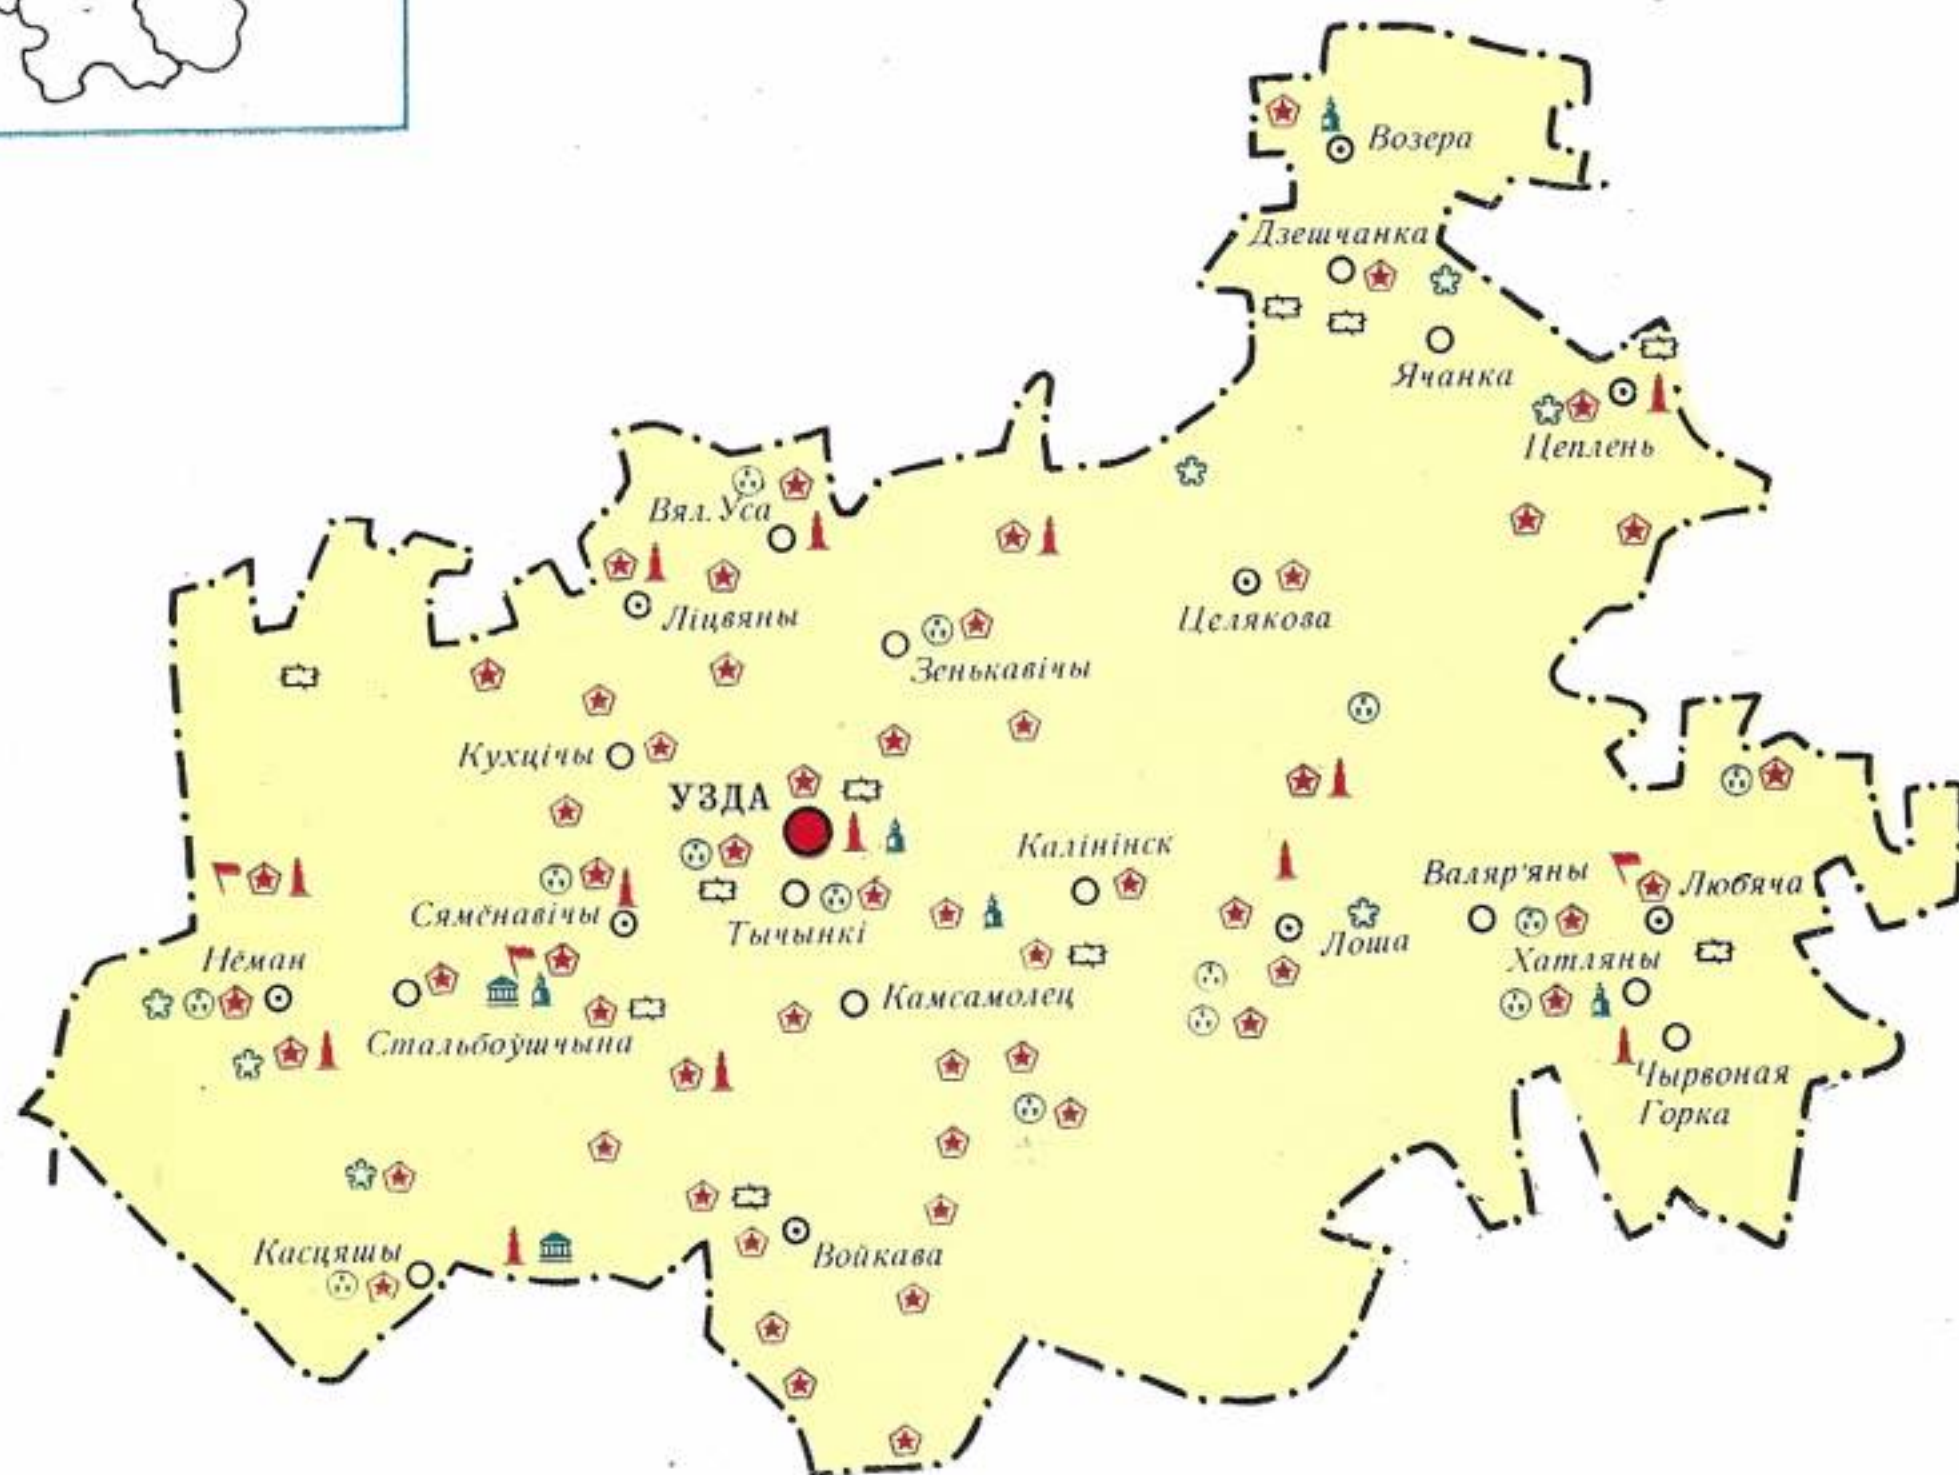 Возера
Дзешчанка
Ячанка
Цеплень
Вял. Уса
Ліцвяны
Целякова
Зенькавічы
Кухцічы
УЗДА
Калінінск
Валяр'яны
Любяча
Сямёнавічы
Тычынкі
Лоша
Нёман
Хатляны
Камсамолец
Стальбоўшчына
Чырвоная
Горка
Касцяшы
Войкава